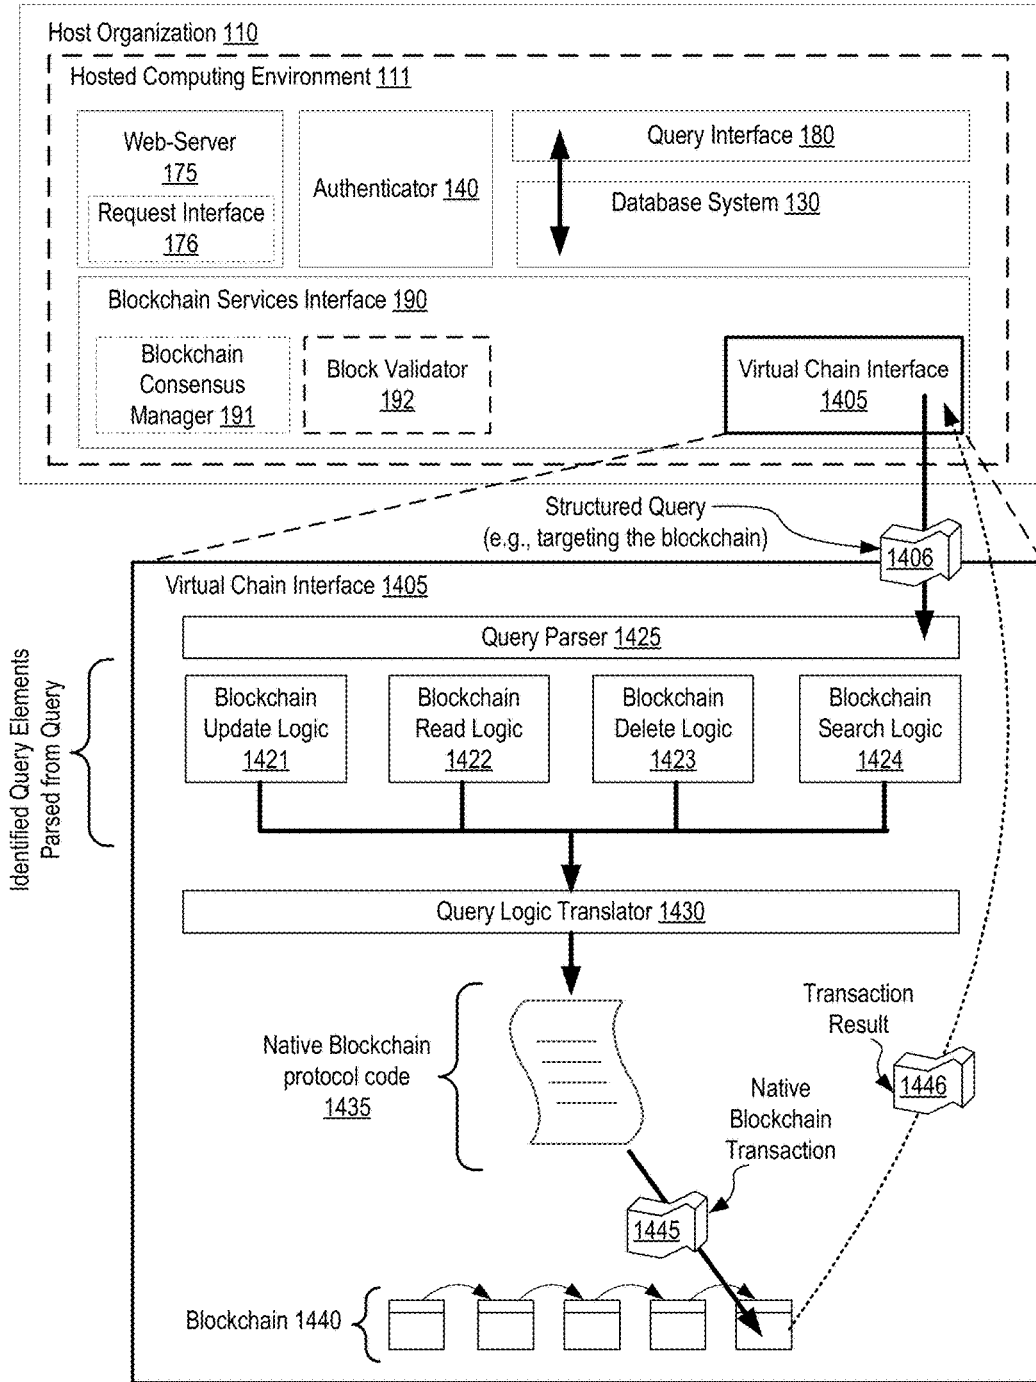 Host Organization 110
Hosted Computing Environment 111
Web-Server
175
Request Interface
176
Authenticator 140
Query Interface 180
Database System 130
Blockchain Services Interface 190
Blockchain
Consensus
Manager 191
Block Validator
192
Virtual Chain Interface
1405
Structured Query
(e.g., targeting the blockchain)
1406
Virtual Chain Interface 1405
Query Parser 1425
Identified Query Elements
Parsed from Query
Blockchain
Update Logic
1421
Blockchain
Read Logic
1422
Blockchain
Delete Logic
1423
Blockchain
Search Logic
1424
Query Logic Translator 1430
Native Blockchain
protocol code
1435
Transaction
Result
1446
Native
Blockchain
Transaction
1445
Blockchain 1440